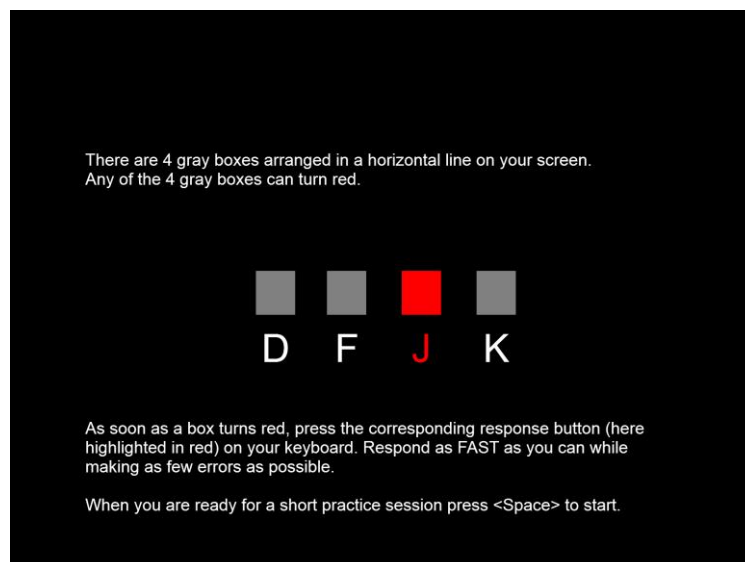 There are 4 gray boxes arranged in a horizontal line on your screen.
Any of the 4 gray boxes can turn red.
D F J K
As soon as a box turns red, press the corresponding response button (here
highlighted in red) on your keyboard. Respond as FAST as you can while
making as few errors as possible.
When you are ready for a short practice session press <Space> to start.